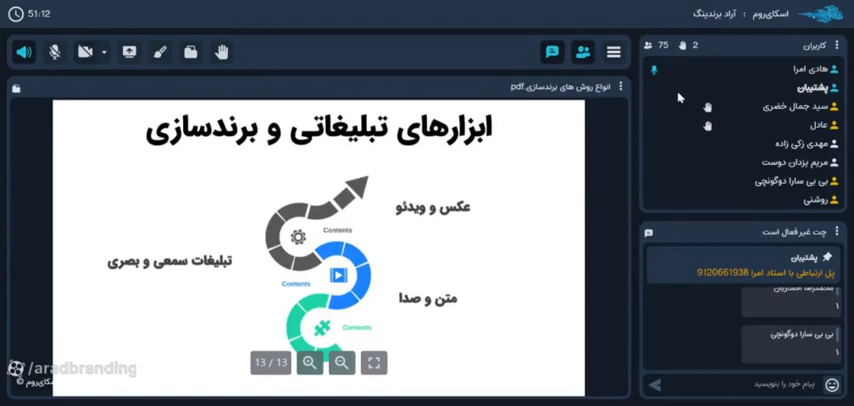 51:12
اسکای‌روم : آراد برندینگ
انواع روش های برندسازی.pdf
ابزارهای تبلیغاتی و برندسازی
عکس و ویدئو
Contents
تبلیغات سمعی و بصری
Contents
متن و صدا
Contents
13 / 13
/aradbranding
کاربران
2
75
هادی امرا
پشتیبان
سید جمال خضری
عادل
مهدی زکی زاده
مریم یزدان دوست
بی بی سارا دوگونچی
روشنی
چت غیر فعال است
پشتیبان
پل ارتباطی با استاد امرا 9120661938
محمدرضا افشاریان
۱
بی بی سارا دوگونچی
۱
پیام خود را بنویسید